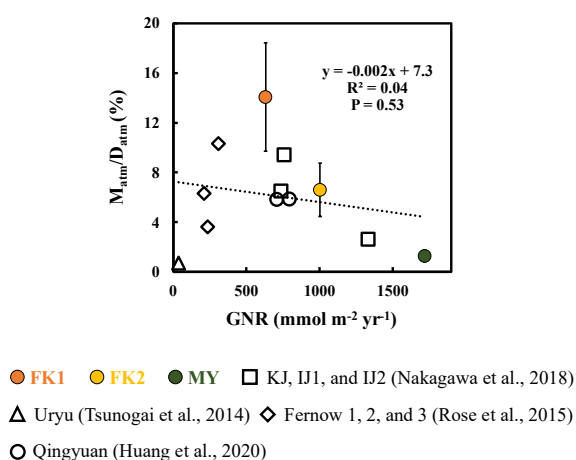 20
16
12
8
4
0
M_atm/D_atm (%)
y = -0.002x + 7.3
R² = 0.04
P = 0.53
0 500 1000 1500
GNR (mmol m⁻² yr⁻¹)
FK1 FK2 MY KJ, IJ1, and IJ2 (Nakagawa et al., 2018)
Uryu (Tsunogai et al., 2014) Fernow 1, 2, and 3 (Rose et al., 2015)
Qingyuan (Huang et al., 2020)